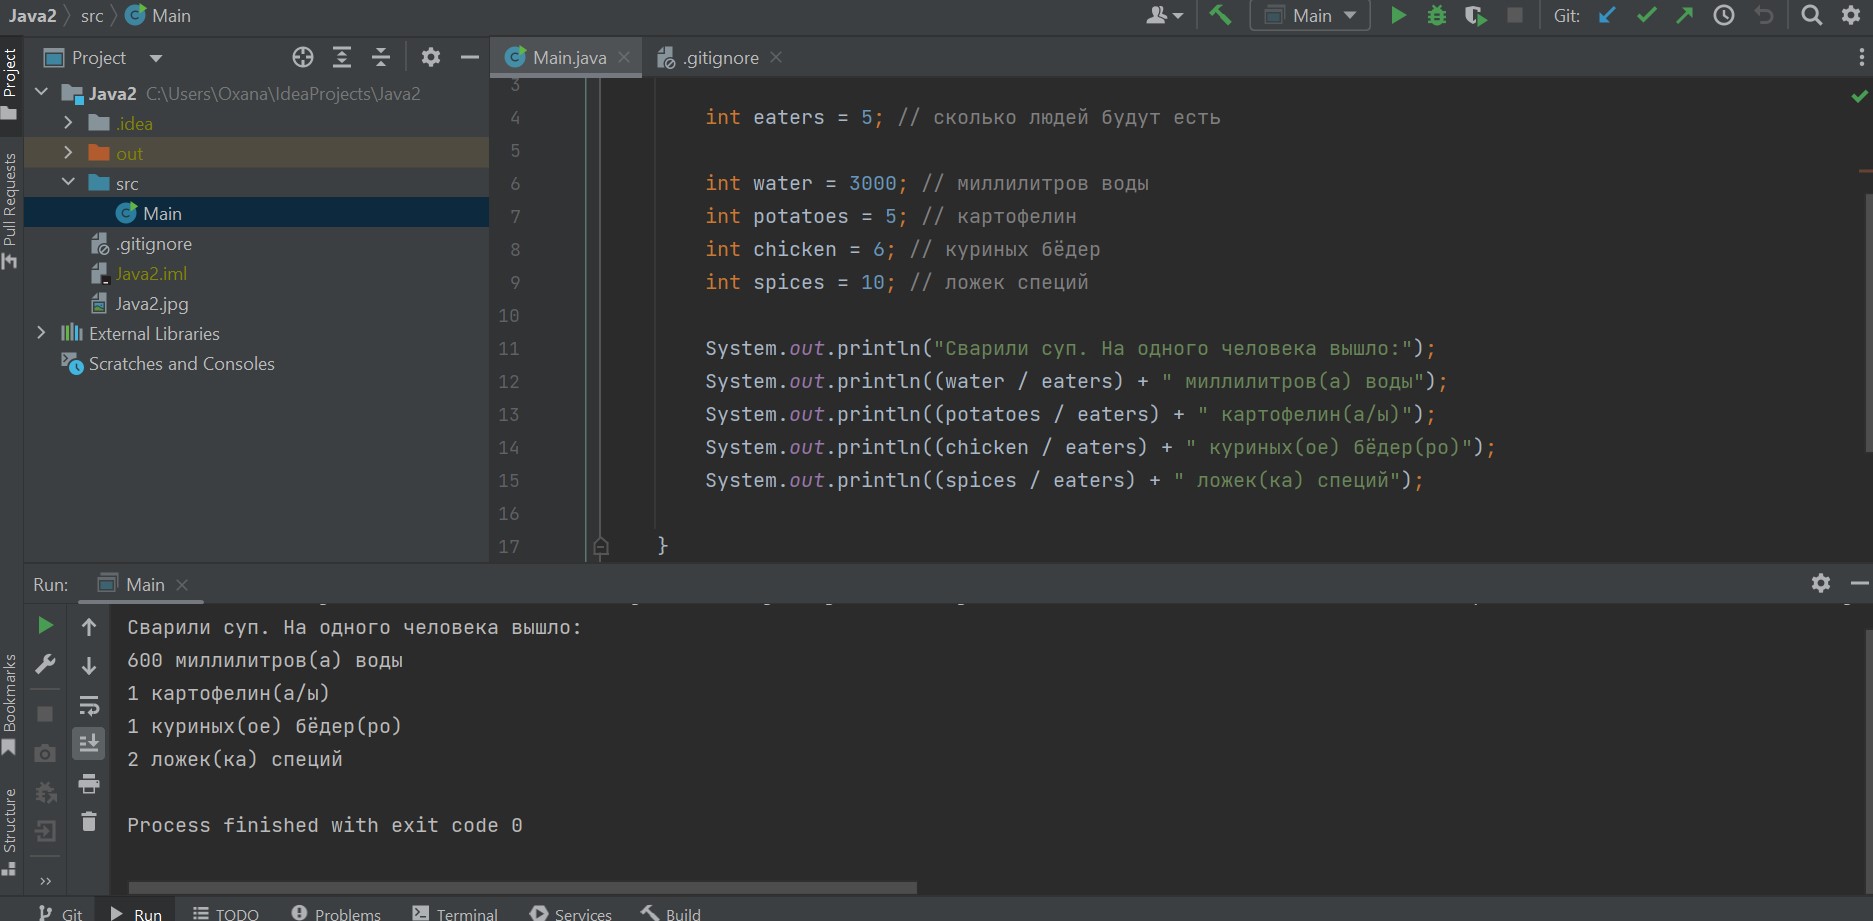 Java2 src Main
Main
Git:
Project
Main.java
.gitignore
Project
Pull Requests
Bookmarks
Structure
Java2 C:\Users\Oxana\IdeaProjects\Java2
.idea
out
src
Main
.gitignore
Java2.iml
Java2.jpg
External Libraries
Scratches and Consoles
3
4 int eaters = 5; // сколько людей будут есть
5
6 int water = 3000; // миллилитров воды
7 int potatoes = 5; // картофелин
8 int chicken = 6; // куриных бёдер
9 int spices = 10; // ложек специй
10
11 System.out.println("Сварили суп. На одного человека вышло:");
12 System.out.println((water / eaters) + " миллилитров(а) воды");
13 System.out.println((potatoes / eaters) + " картофелин(а/ы)");
14 System.out.println((chicken / eaters) + " куриных(ое) бёдер(ро)");
15 System.out.println((spices / eaters) + " ложек(ка) специй");
16
17 }
Run: Main
Сварили суп. На одного человека вышло:
600 миллилитров(а) воды
1 картофелин(а/ы)
1 куриных(ое) бёдер(ро)
2 ложек(ка) специй
Process finished with exit code 0
Git Run TODO Problems Terminal Services Build